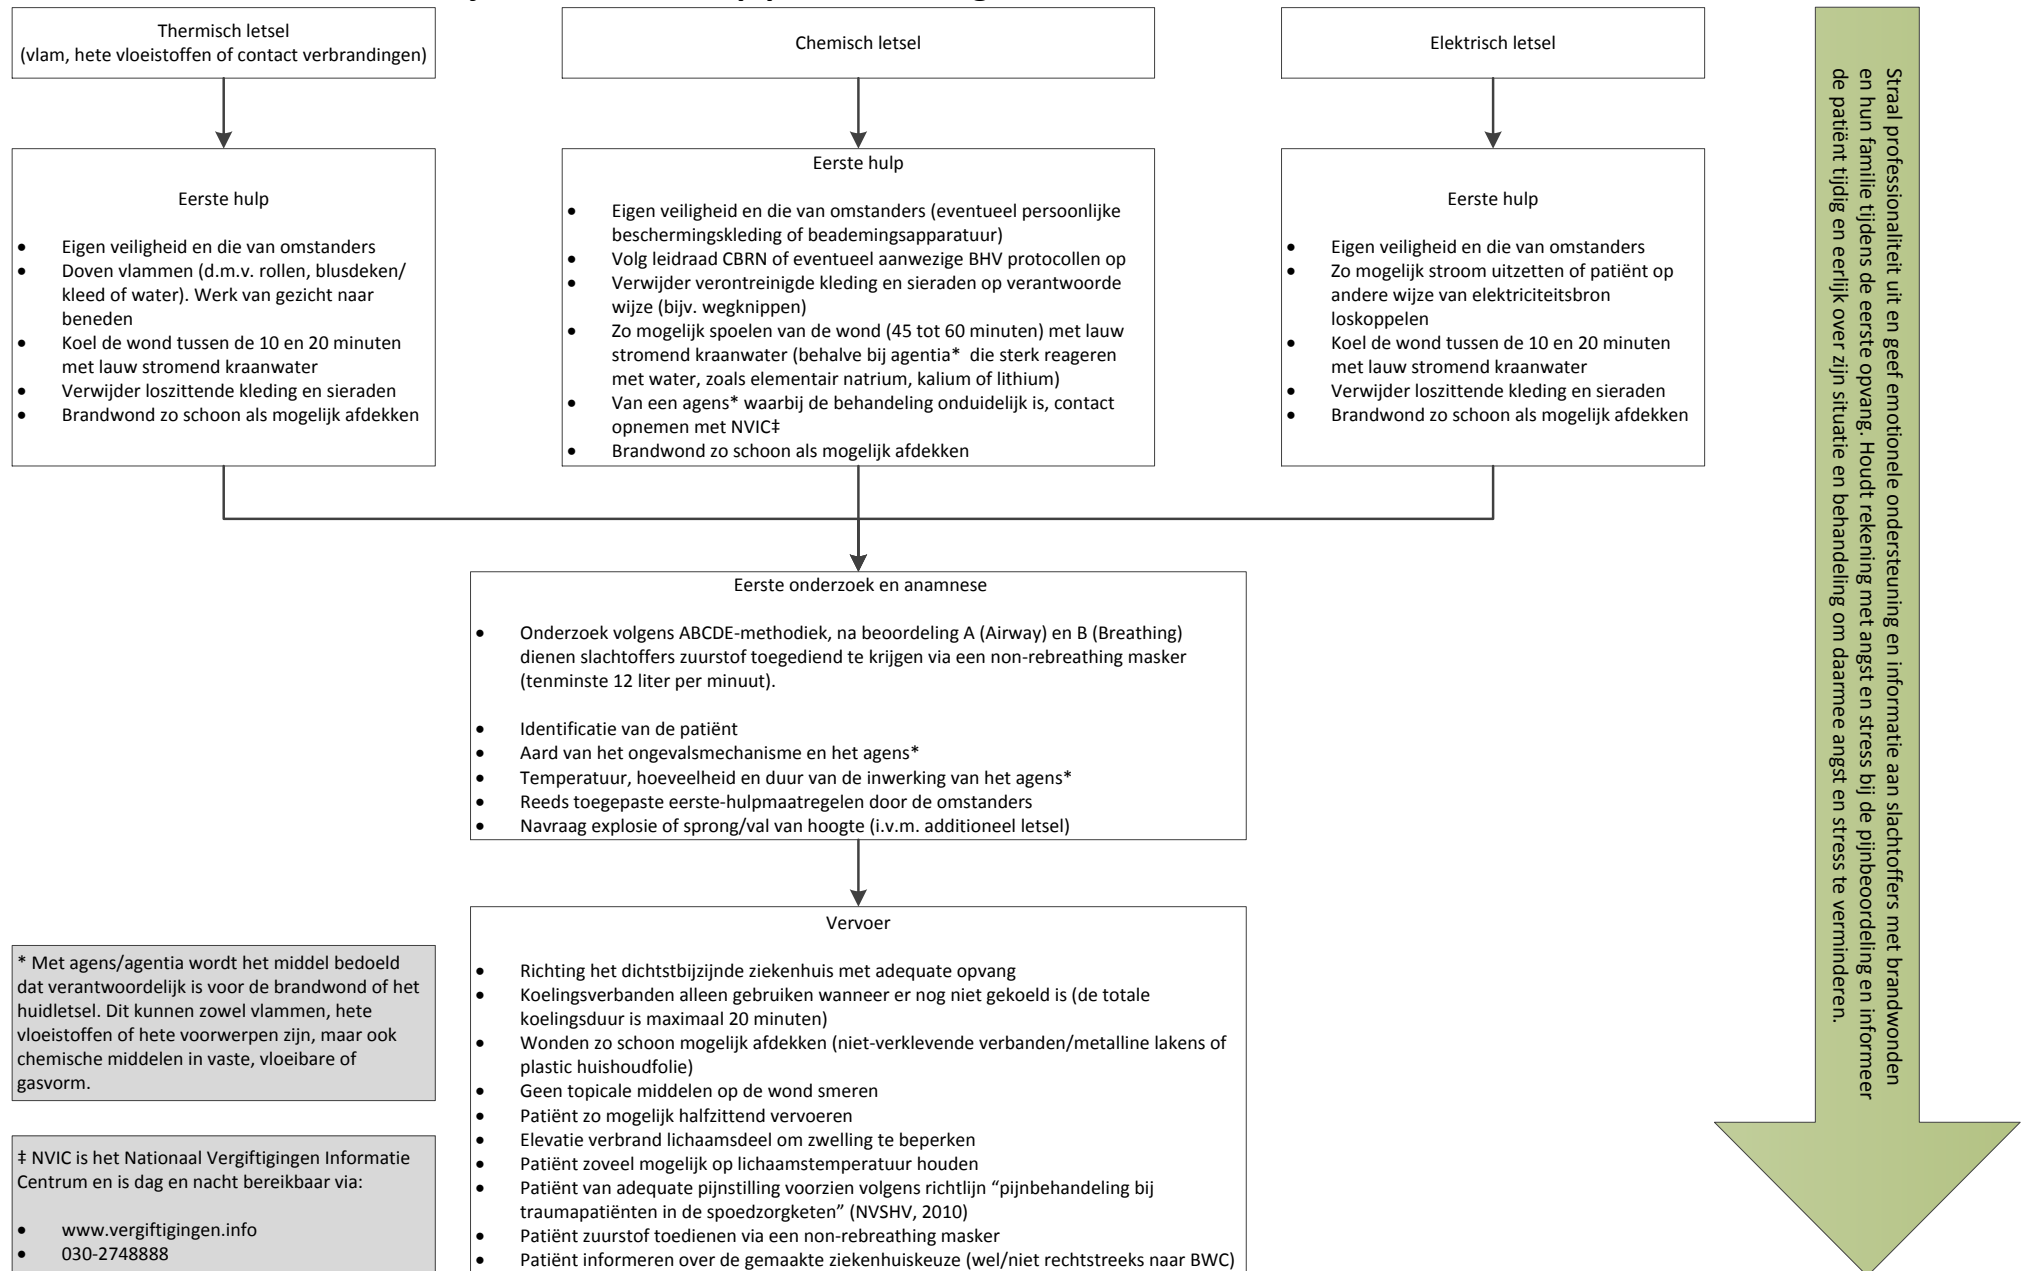 Thermisch letsel
(vlam, hete vloeistoffen of contact verbrandingen)
Chemisch letsel
Elektrisch letsel
Eerste hulp
• Eigen veiligheid en die van omstanders
• Doven vlammen (d.m.v. rollen, blusdeken/
kleed of water). Werk van gezicht naar
beneden
• Koel de wond tussen de 10 en 20 minuten
met lauw stromend kraanwater
• Verwijder loszittende kleding en sieraden
• Brandwond zo schoon als mogelijk afdekken
Eerste hulp
• Eigen veiligheid en die van omstanders (eventueel persoonlijke
beschermingskleding of beademingsapparatuur)
• Volg leidraad CBRN of eventueel aanwezige BHV protocollen op
• Verwijder verontreinigde kleding en sieraden op verantwoorde
wijze (bijv. wegknippen)
• Zo mogelijk spoelen van de wond (45 tot 60 minuten) met lauw
stromend kraanwater (behalve bij agentia* die sterk reageren
met water, zoals elementair natrium, kalium of lithium)
• Van een agens* waarbij de behandeling onduidelijk is, contact
opnemen met NVIC‡
• Brandwond zo schoon als mogelijk afdekken
Eerste hulp
• Eigen veiligheid en die van omstanders
• Zo mogelijk stroom uitzetten of patiënt op
andere wijze van elektriciteitsbron
loskoppelen
• Koel de wond tussen de 10 en 20 minuten
met lauw stromend kraanwater
• Verwijder loszittende kleding en sieraden
• Brandwond zo schoon als mogelijk afdekken
Eerste onderzoek en anamnese
• Onderzoek volgens ABCDE-methodiek, na beoordeling A (Airway) en B (Breathing)
dienen slachtoffers zuurstof toegediend te krijgen via een non-rebreathing masker
(tenminste 12 liter per minuut).
• Identificatie van de patiënt
• Aard van het ongevalsmechanisme en het agens*
• Temperatuur, hoeveelheid en duur van de inwerking van het agens*
• Reeds toegepaste eerste-hulpmaatregelen door de omstanders
• Navraag explosie of sprong/val van hoogte (i.v.m. additioneel letsel)
Vervoer
• Richting het dichtstbijzijnde ziekenhuis met adequate opvang
• Koelingsverbanden alleen gebruiken wanneer er nog niet gekoeld is (de totale
koelingsduur is maximaal 20 minuten)
• Wonden zo schoon mogelijk afdekken (niet-verklevende verbanden/metalline lakens of
plastic huishoudfolie)
• Geen topicale middelen op de wond smeren
• Patiënt zo mogelijk halfzittend vervoeren
• Elevatie verbrand lichaamsdeel om zwelling te beperken
• Patiënt zoveel mogelijk op lichaamstemperatuur houden
• Patiënt van adequate pijnstilling voorzien volgens richtlijn “pijnbehandeling bij
traumapatiënten in de spoedzorgketen” (NVSHV, 2010)
• Patiënt zuurstof toedienen via een non-rebreathing masker
• Patiënt informeren over de gemaakte ziekenhuiskeuze (wel/niet rechtstreeks naar BWC)
* Met agens/agentia wordt het middel bedoeld
dat verantwoordelijk is voor de brandwond of het
huidletsel. Dit kunnen zowel vlammen, hete
vloeistoffen of hete voorwerpen zijn, maar ook
chemische middelen in vaste, vloeibare of
gasvorm.
‡ NVIC is het Nationaal Vergiftigingen Informatie
Centrum en is dag en nacht bereikbaar via:
• www.vergiftigingen.info
• 030-2748888
Straal professionaliteit uit en geef emotionele ondersteuning en informatie aan slachtoffers met brandwonden
en hun familie tijdens de eerste opvang. Houdt rekening met angst en stress bij de pijnbeoordeling en informeer
de patiënt tijdig en eerlijk over zijn situatie en behandeling om daarmee angst en stress te verminderen.